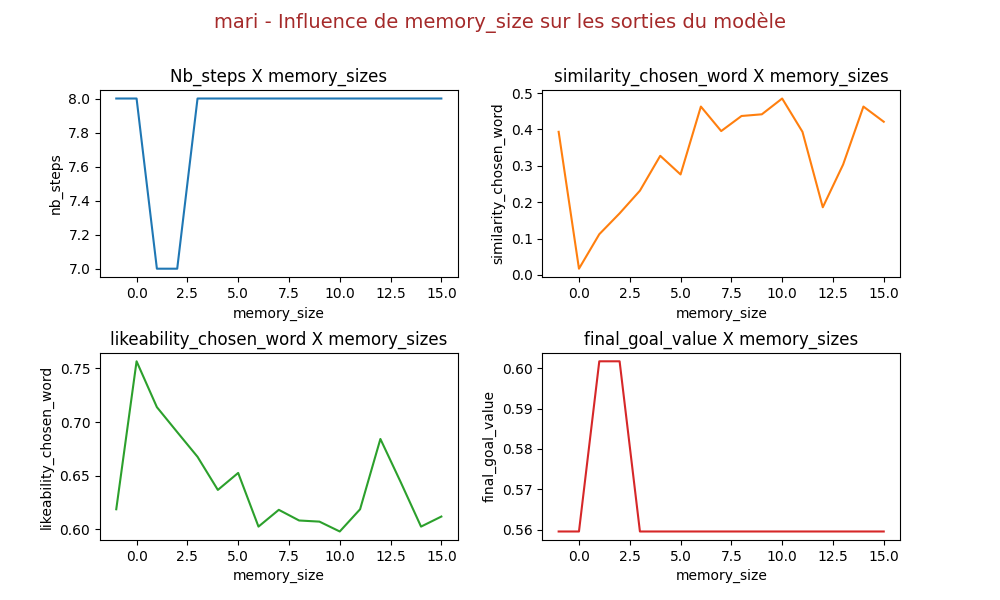 mari - Influence de memory_size sur les sorties du modèle
Nb_steps X memory_sizes
nb_steps
8.0
7.8
7.6
7.4
7.2
7.0
0.0 2.5 5.0 7.5 10.0 12.5 15.0
memory_size
similarity_chosen_word X memory_sizes
similarity_chosen_word
0.5
0.4
0.3
0.2
0.1
0.0
0.0 2.5 5.0 7.5 10.0 12.5 15.0
memory_size
likeability_chosen_word X memory_sizes
likeability_chosen_word
0.75
0.70
0.65
0.60
0.0 2.5 5.0 7.5 10.0 12.5 15.0
memory_size
final_goal_value X memory_sizes
final_goal_value
0.60
0.59
0.58
0.57
0.56
0.0 2.5 5.0 7.5 10.0 12.5 15.0
memory_size